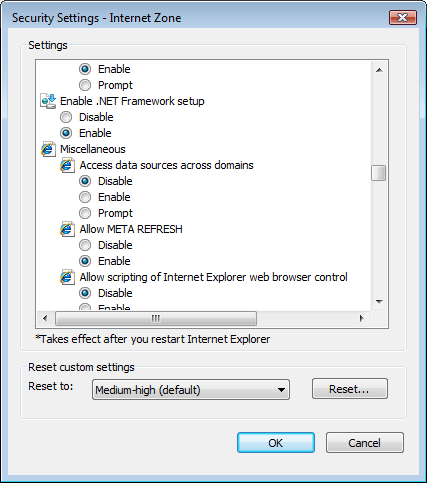 Security Settings - Internet Zone
Settings
Enable
Prompt
Enable .NET Framework setup
Disable
Enable
Miscellaneous
Access data sources across domains
Disable
Enable
Prompt
Allow META REFRESH
Disable
Enable
Allow scripting of Internet Explorer web browser control
Disable
Enable
*Takes effect after you restart Internet Explorer
Reset custom settings
Reset to: Medium-high (default) Reset...
OK Cancel